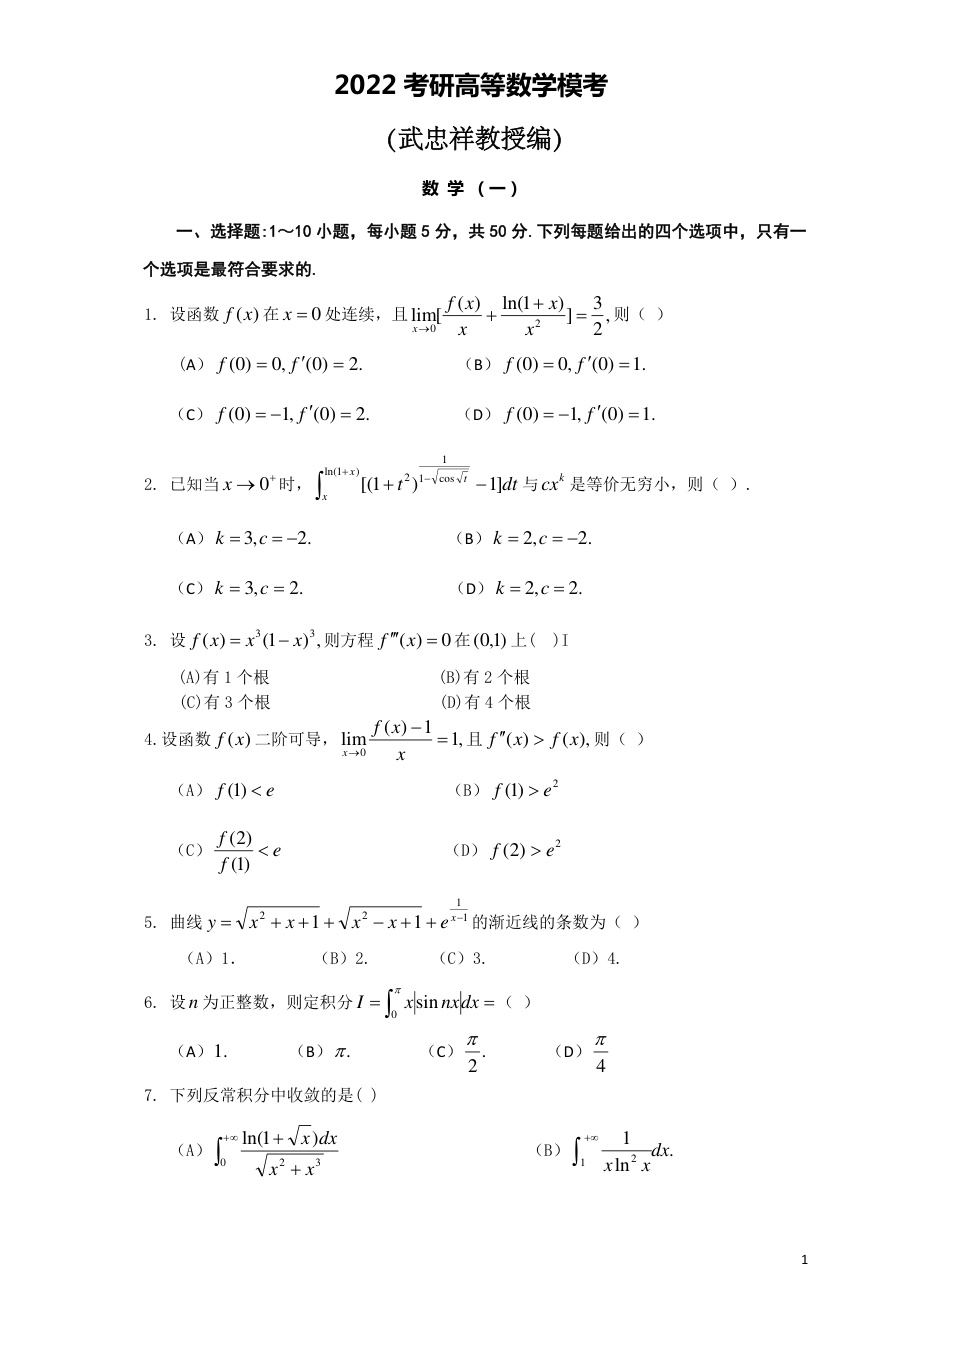 2022 考研高等数学模考
(武忠祥教授编)
数 学 (一)
一、选择题:1～10 小题，每小题 5 分，共 50 分.下列每题给出的四个选项中，只有一
个选项是最符合要求的.
1. 设函数 f(x) 在 x = 0 处连续，且 lim_{x→0}[f(x)/x + ln(1+x)/x²] = 3/2, 则（ ）
(A) f(0) = 0, f′(0) = 2. （B）f(0) = 0, f′(0) = 1.
（C）f(0) = −1, f′(0) = 2. （D）f(0) = −1, f′(0) = 1.
2. 已知当 x → 0⁺ 时，∫_x^{ln(1+x)} [(1+t²)^{1/(1−√cos√t)} − 1]dt 与 cx^k 是等价无穷小，则（ ）.
（A）k = 3, c = −2. （B）k = 2, c = −2.
（C）k = 3, c = 2. （D）k = 2, c = 2.
3. 设 f(x) = x³(1−x)³, 则方程 f‴(x) = 0 在 (0,1) 上( )I
(A)有 1 个根 (B)有 2 个根
(C)有 3 个根 (D)有 4 个根
4.设函数 f(x) 二阶可导，lim_{x→0} (f(x)−1)/x = 1, 且 f″(x) > f(x), 则（ ）
（A）f(1) < e （B）f(1) > e²
（C）f(2)/f(1) < e （D）f(2) > e²
5. 曲线 y = √(x²+x+1) + √(x²−x+1) + e^{1/(x−1)} 的渐近线的条数为（ ）
（A）1. （B）2. （C）3. （D）4.
6. 设 n 为正整数，则定积分 I = ∫_0^π x|sin nx|dx =（ ）
（A）1. （B）π. （C）π/2. （D）π/4
7. 下列反常积分中收敛的是( )
（A）∫_0^{+∞} ln(1+√x)dx/√(x²+x³) （B）∫_1^{+∞} 1/(x ln² x) dx.
1